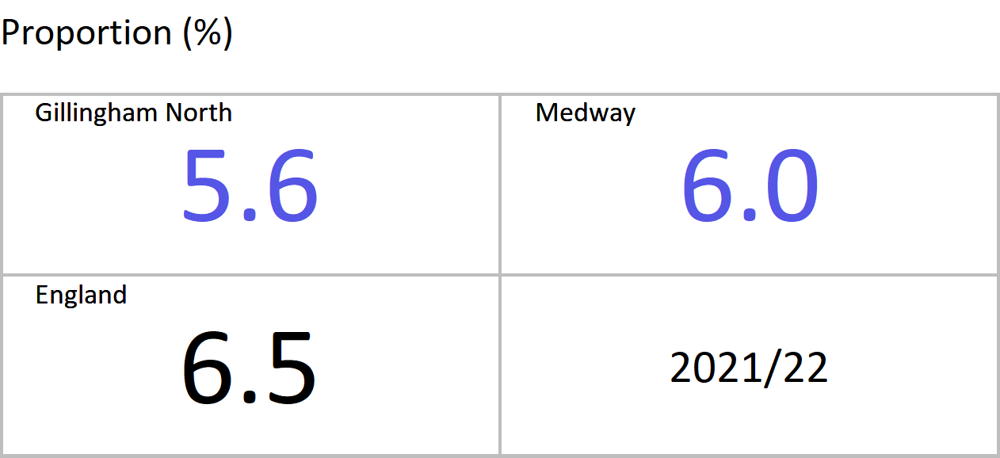 Proportion (%)
Gillingham North
5.6
Medway
6.0
England
6.5
2021/22